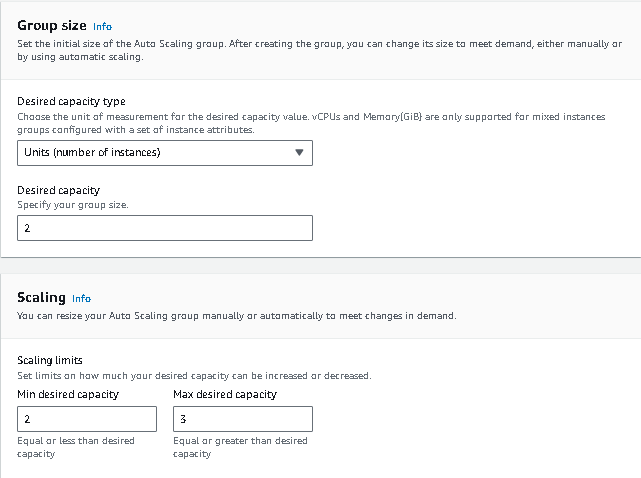 Group size Info
Set the initial size of the Auto Scaling group. After creating the group, you can change its size to meet demand, either manually or
by using automatic scaling.
Desired capacity type
Choose the unit of measurement for the desired capacity value. vCPUs and Memory(GiB) are only supported for mixed instances
groups configured with a set of instance attributes.
Units (number of instances)
Desired capacity
Specify your group size.
2
Scaling Info
You can resize your Auto Scaling group manually or automatically to meet changes in demand.
Scaling limits
Set limits on how much your desired capacity can be increased or decreased.
Min desired capacity Max desired capacity
2 3
Equal or less than desired Equal or greater than desired
capacity capacity